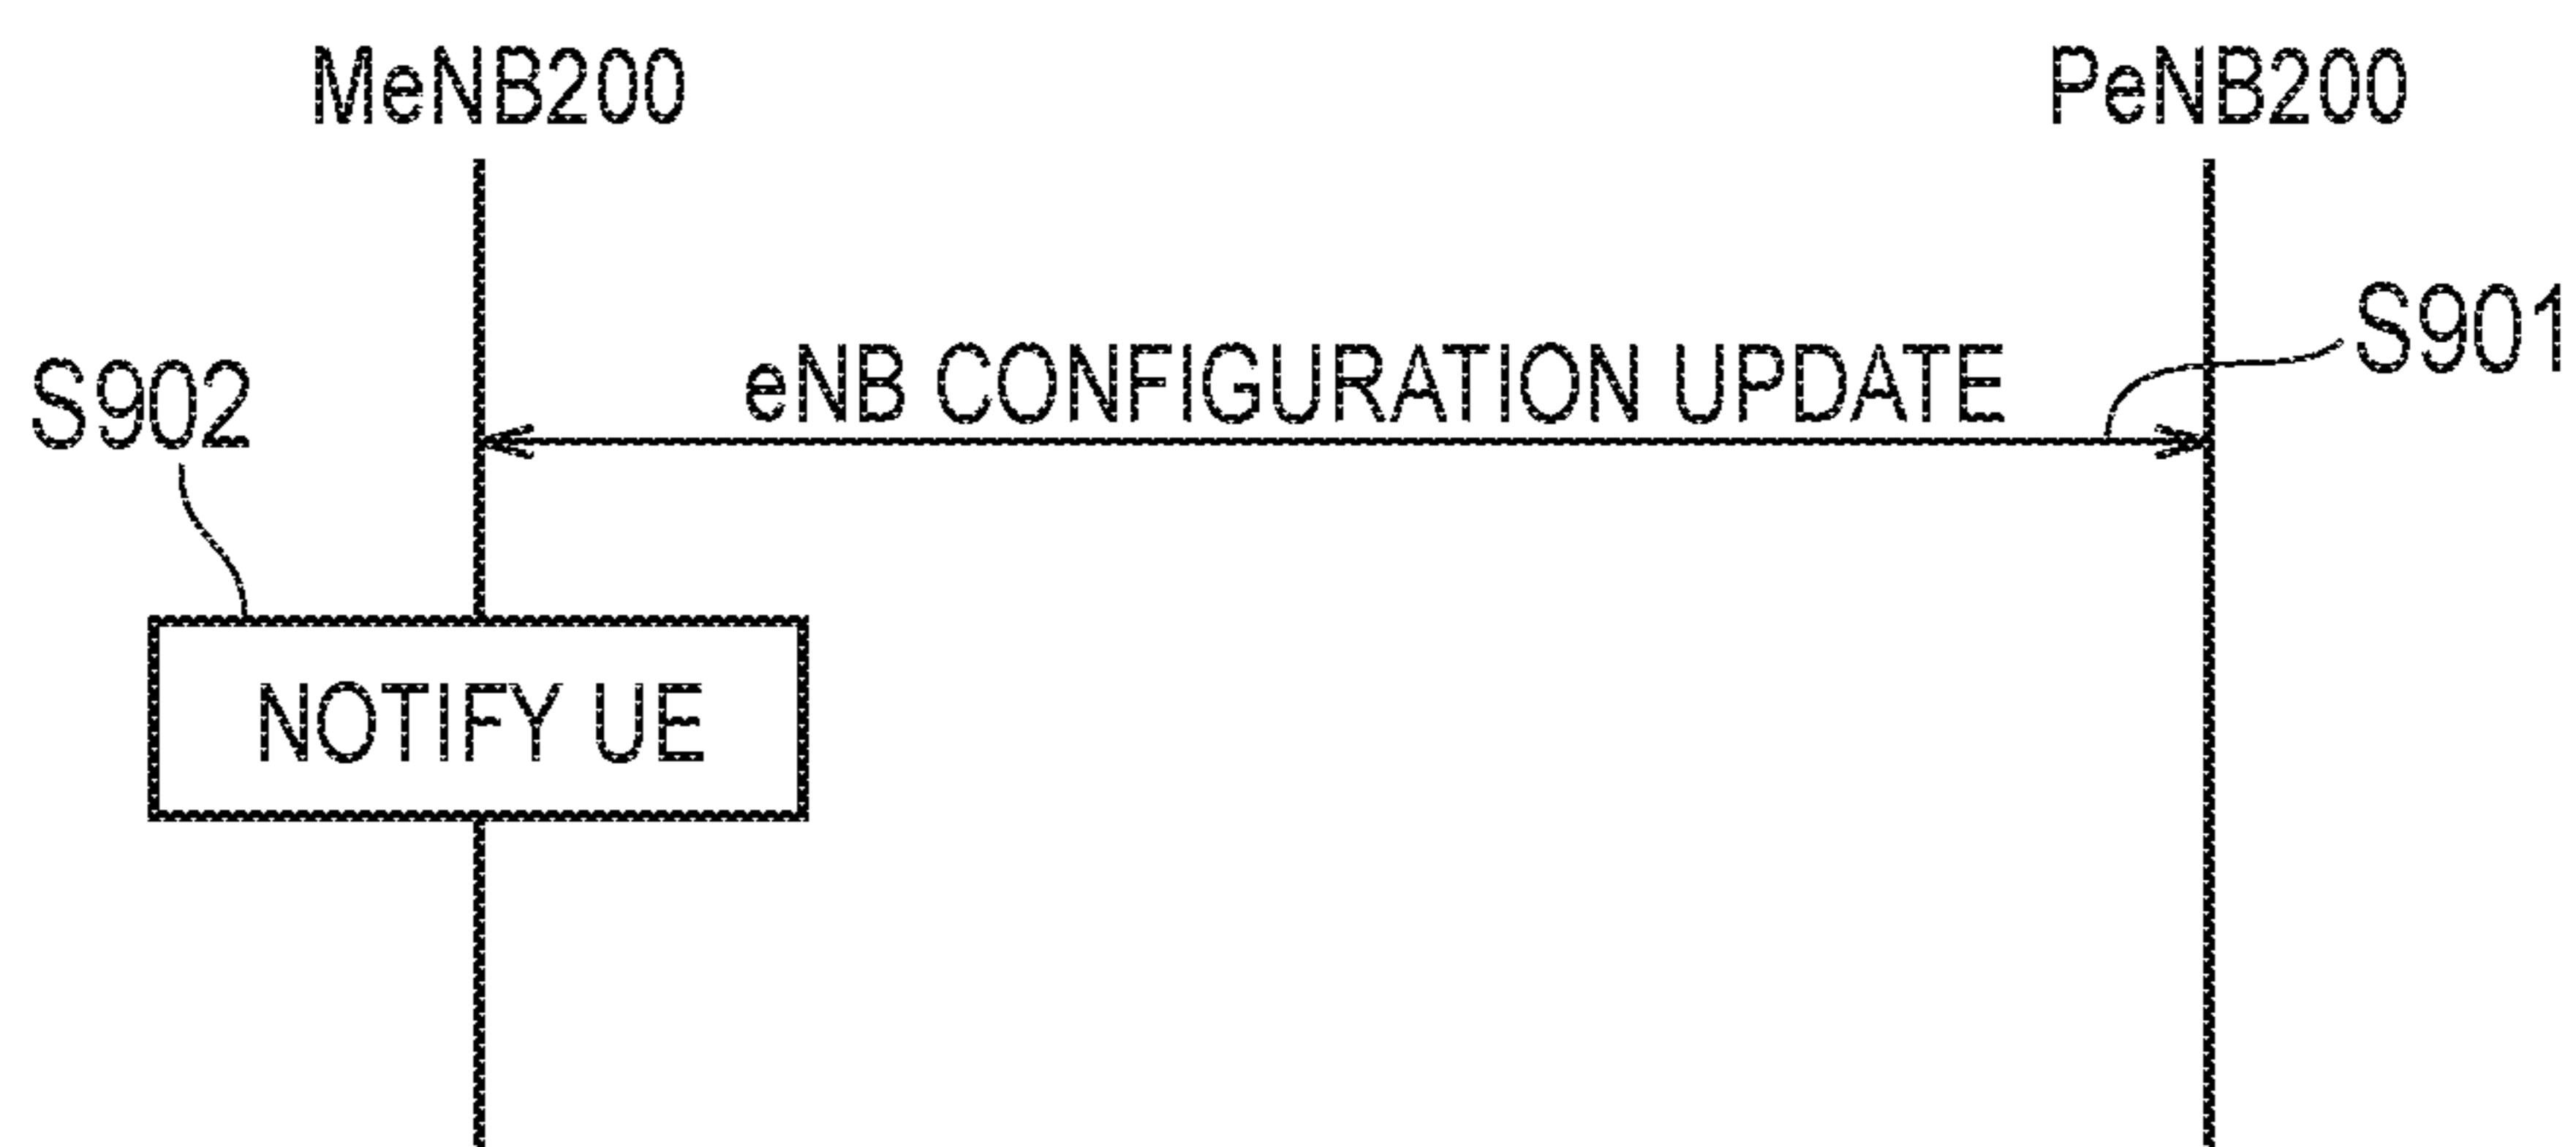 MeNB200
PeNB200
S901
eNB CONFIGURATION UPDATE
S902
NOTIFY UE